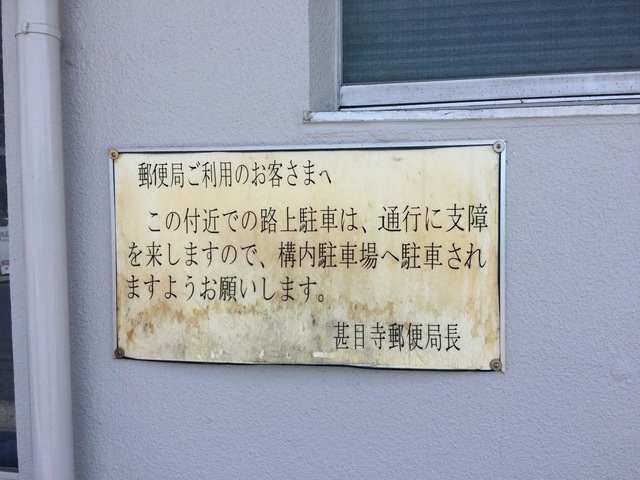 郵便局ご利用のお客さまへ
この付近での路上駐車は、通行に支障
を来しますので、構内駐車場へ駐車され
ますようお願いします。
甚目寺郵便局長